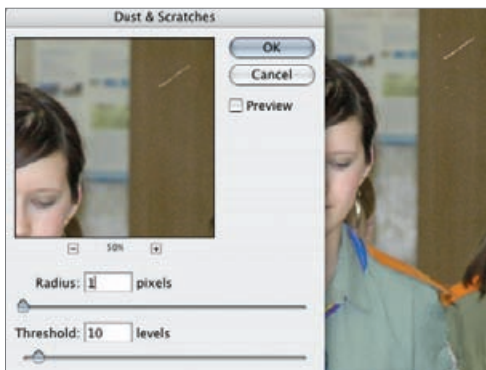 Dust & Scratches
OK
Cancel
Preview
50%
Radius: 1 pixels
Threshold: 10 levels